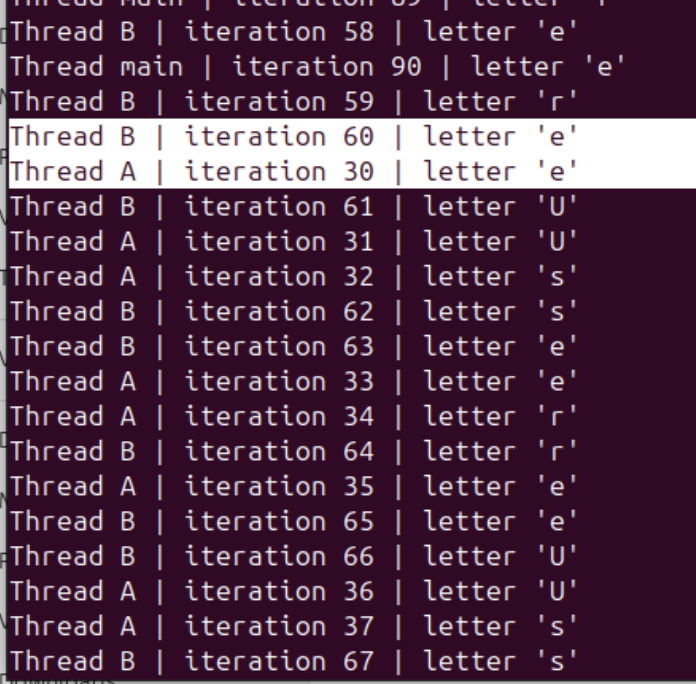 Thread main | iteration 89 | letter 'r'
Thread B | iteration 58 | letter 'e'
Thread main | iteration 90 | letter 'e'
Thread B | iteration 59 | letter 'r'
Thread B | iteration 60 | letter 'e'
Thread A | iteration 30 | letter 'e'
Thread B | iteration 61 | letter 'U'
Thread A | iteration 31 | letter 'U'
Thread A | iteration 32 | letter 's'
Thread B | iteration 62 | letter 's'
Thread B | iteration 63 | letter 'e'
Thread A | iteration 33 | letter 'e'
Thread A | iteration 34 | letter 'r'
Thread B | iteration 64 | letter 'r'
Thread A | iteration 35 | letter 'e'
Thread B | iteration 65 | letter 'e'
Thread B | iteration 66 | letter 'U'
Thread A | iteration 36 | letter 'U'
Thread A | iteration 37 | letter 's'
Thread B | iteration 67 | letter 's'